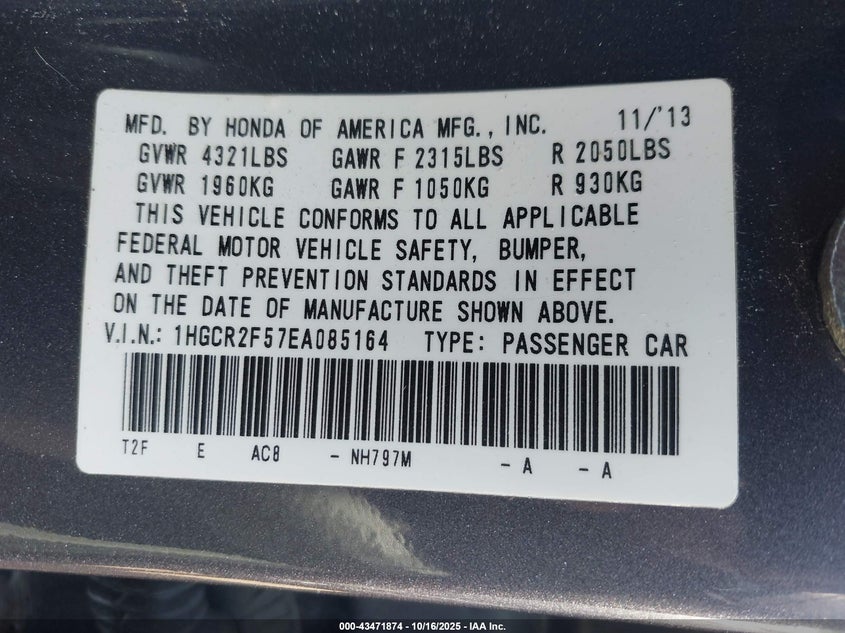 MFD. BY HONDA OF AMERICA MFG., INC. 11/'13
GVWR 4321LBS GAWR F 2315LBS R 2050LBS
GVWR 1960KG GAWR F 1050KG R 930KG
THIS VEHICLE CONFORMS TO ALL APPLICABLE
FEDERAL MOTOR VEHICLE SAFETY, BUMPER,
AND THEFT PREVENTION STANDARDS IN EFFECT
ON THE DATE OF MANUFACTURE SHOWN ABOVE.
V.I.N.: 1HGCR2F57EA085164 TYPE: PASSENGER CAR
T2F E AC8 - NH797M - A - A
000-43471874 | 10/16/2025 - IAA Inc.